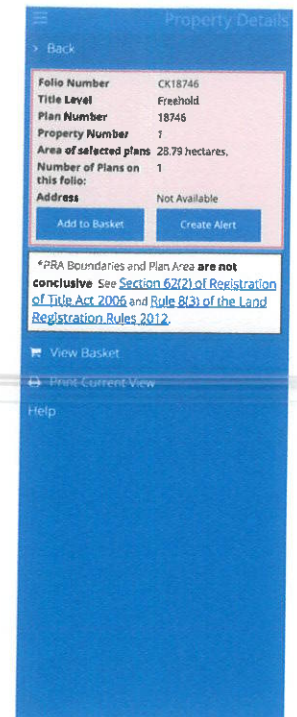 Property Details
> Back
Folio Number CK18746
Title Level Freehold
Plan Number 18746
Property Number 1
Area of selected plans 28.79 hectares.
Number of Plans on 1
this folio:
Address Not Available
Add to Basket Create Alert
*PRA Boundaries and Plan Area are not
conclusive See Section 62(2) of Registration
of Title Act 2006 and Rule 8(3) of the Land
Registration Rules 2012.
View Basket
Print Current View
Help